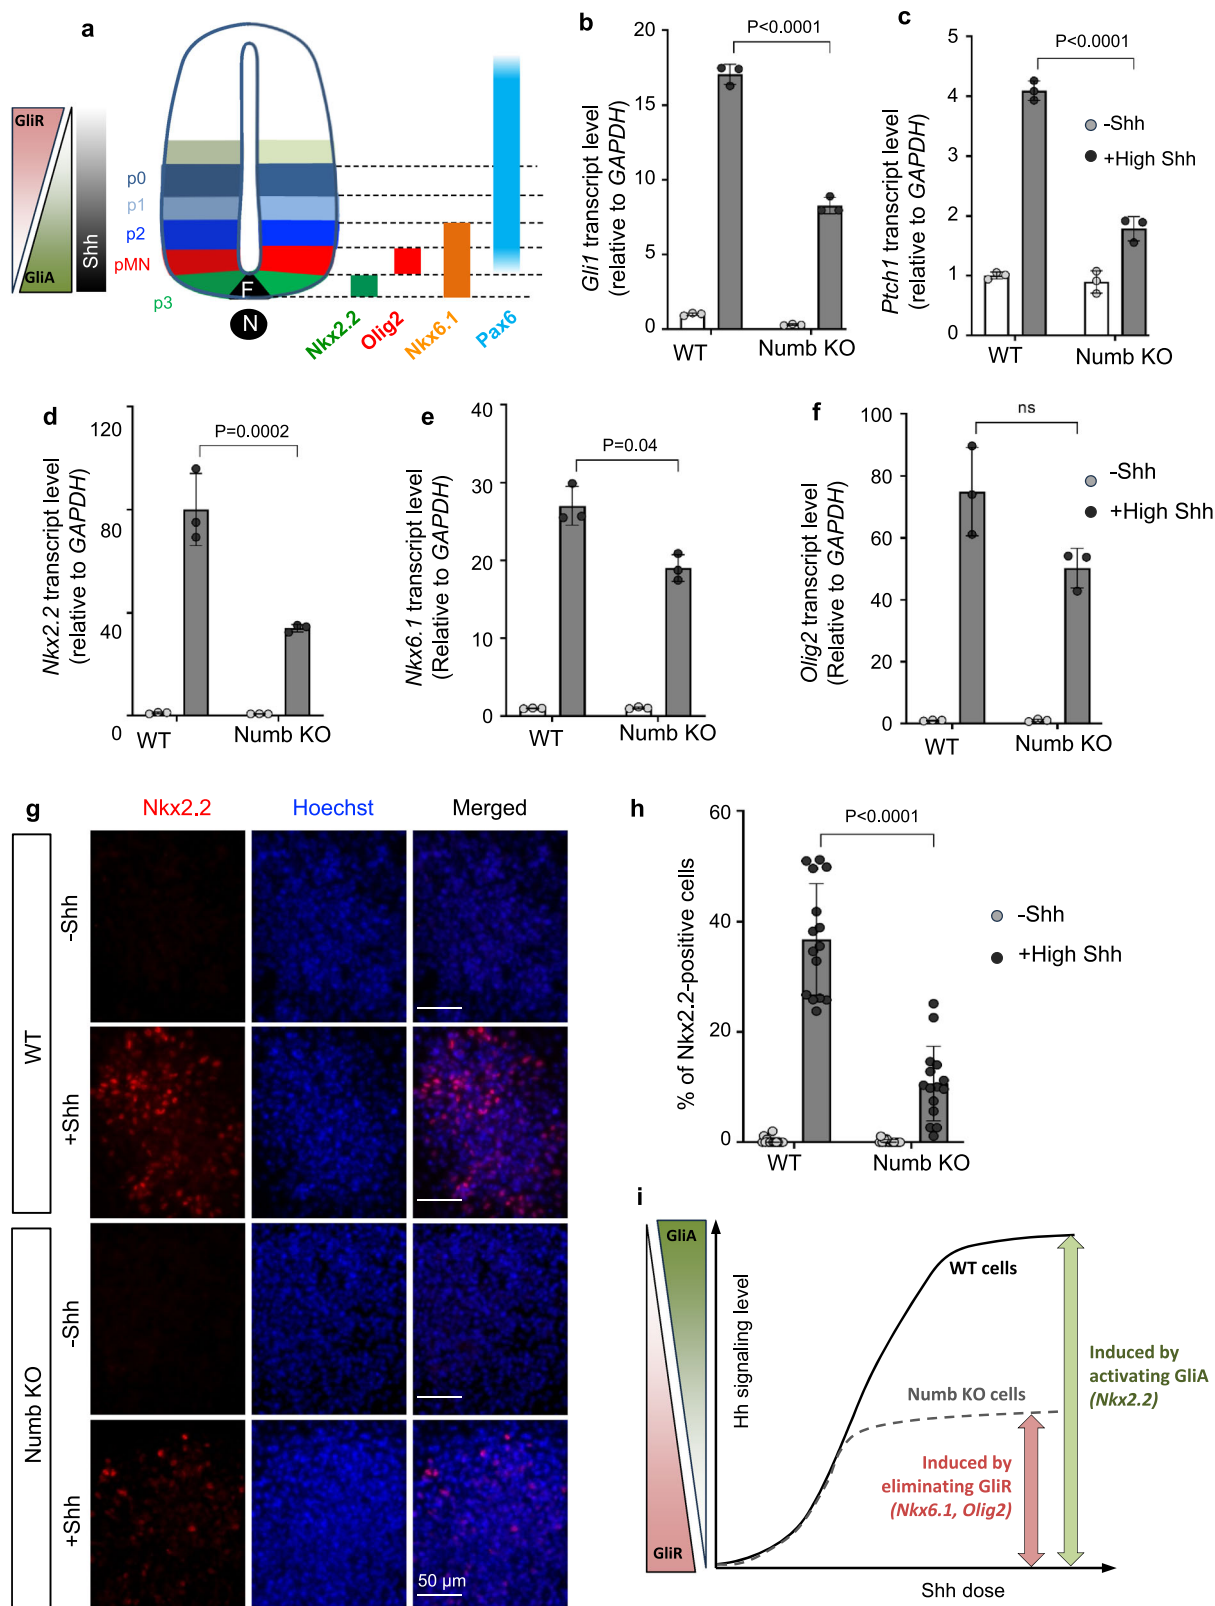 a
GliR
GliA
Shh
p0
p1
p2
pMN
p3
F
N
Nkx2.2
Olig2
Nkx6.1
Pax6
b
Gli1 transcript level
(relative to GAPDH)
20
15
10
5
0
P<0.0001
WT
Numb KO
c
Ptch1 transcript level
(relative to GAPDH)
5
4
3
2
1
0
P<0.0001
-Shh
+High Shh
WT
Numb KO
d
Nkx2.2 transcript level
(relative to GAPDH)
120
80
40
0
P=0.0002
WT
Numb KO
e
Nkx6.1 transcript level
(Relative to GAPDH)
40
30
20
10
0
P=0.04
WT
Numb KO
f
Olig2 transcript level
(Relative to GAPDH)
100
80
60
40
20
0
ns
-Shh
+High Shh
WT
Numb KO
g
Nkx2.2
Hoechst
Merged
WT
-Shh
+Shh
Numb KO
-Shh
+Shh
50 µm
h
% of Nkx2.2-positive cells
60
40
20
0
P<0.0001
-Shh
+High Shh
WT
Numb KO
i
GliA
GliR
Hh signaling level
WT cells
Numb KO cells
Induced by
eliminating GliR
(Nkx6.1, Olig2)
Induced by
activating GliA
(Nkx2.2)
Shh dose